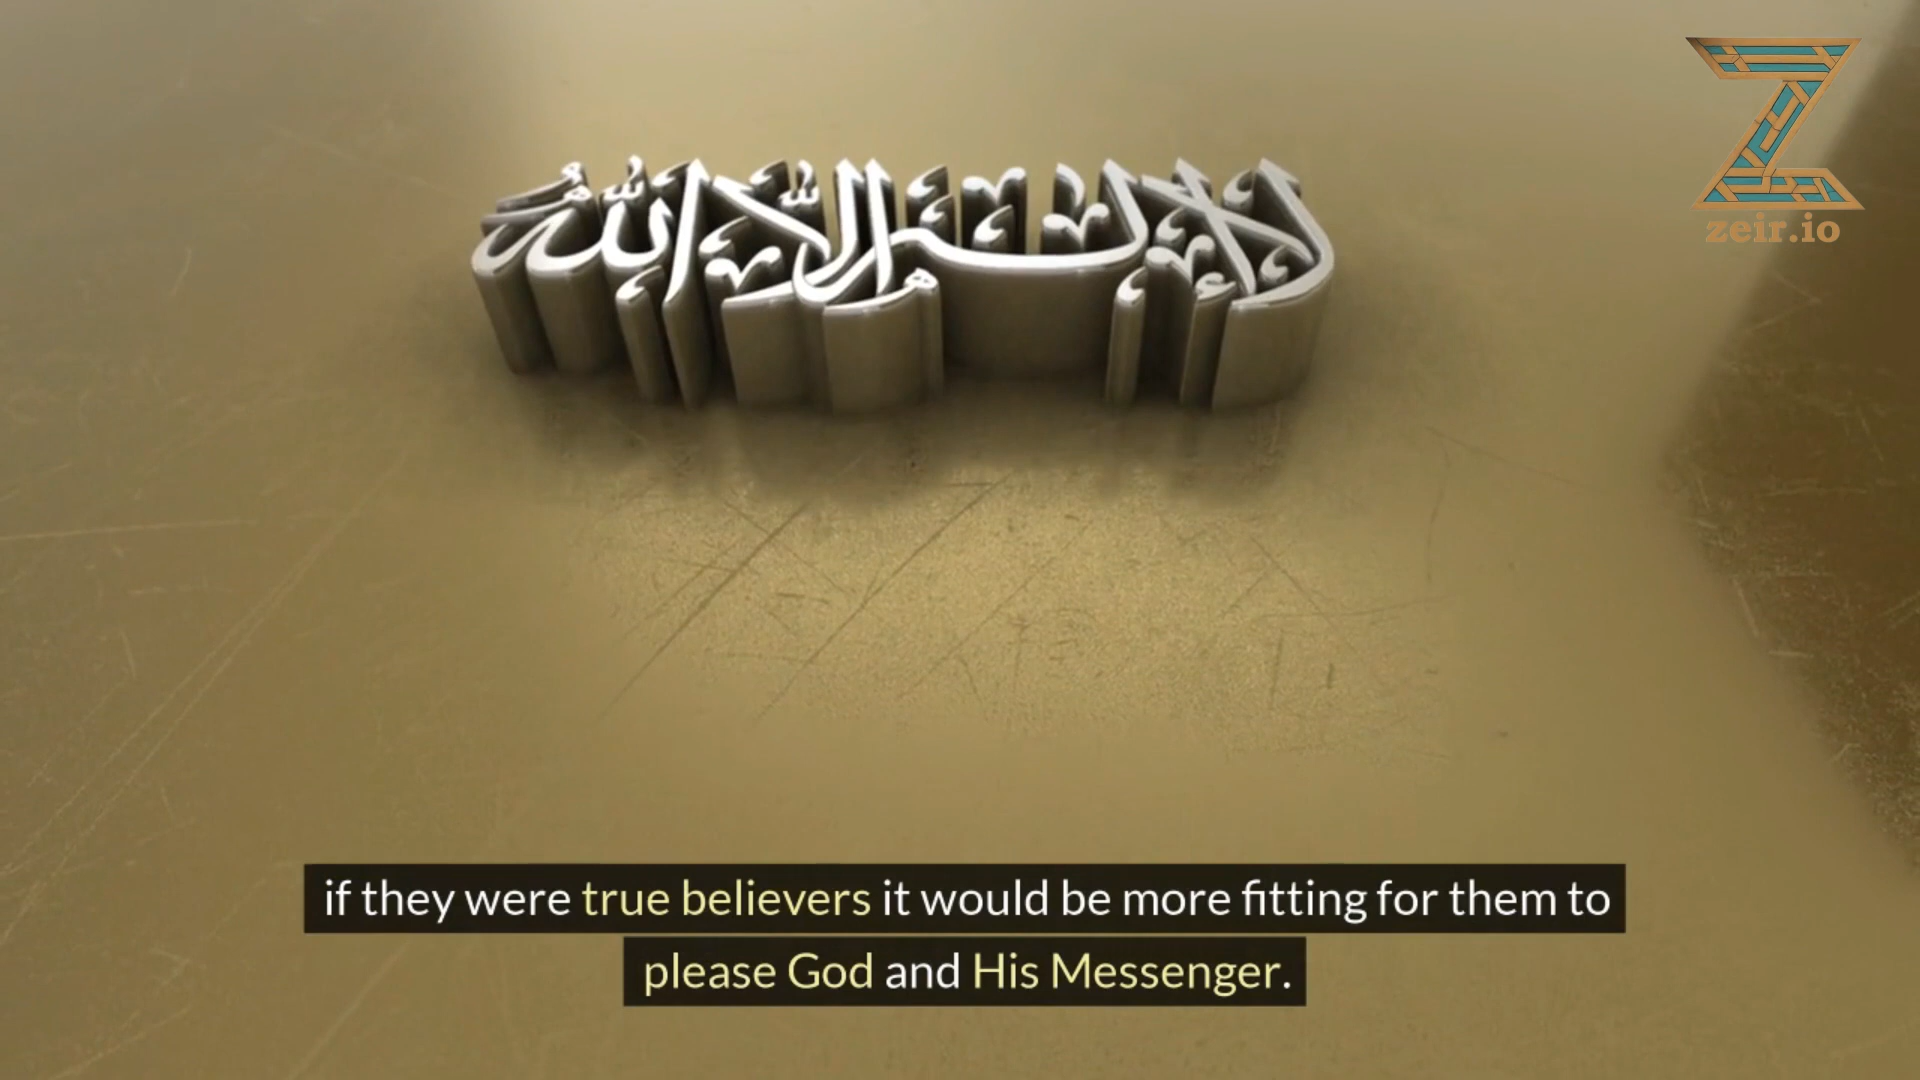 لا إله إلا الله
zeir.io
if they were true believers it would be more fitting for them to
please God and His Messenger.